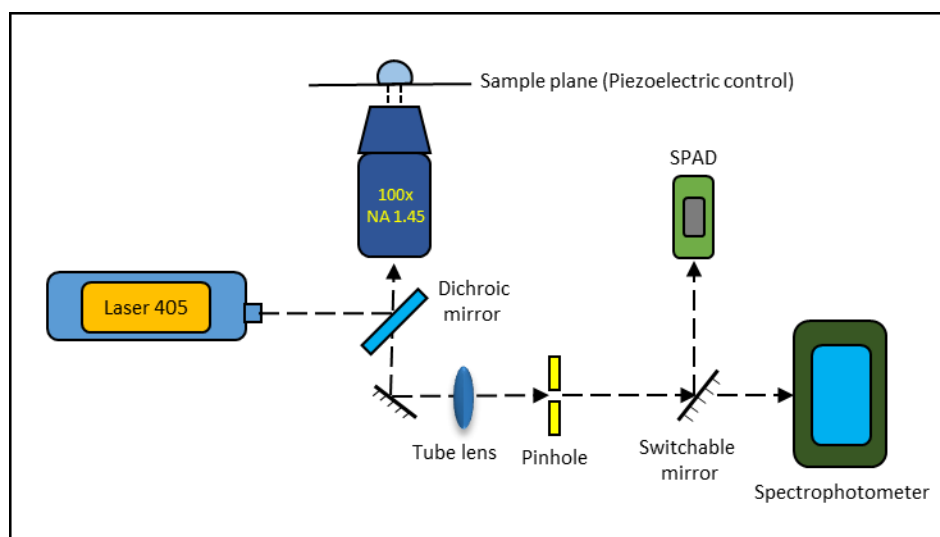 Sample plane (Piezoelectric control)
SPAD
100x
NA 1.45
Dichroic
mirror
Laser 405
Tube lens
Pinhole
Switchable
mirror
Spectrophotometer